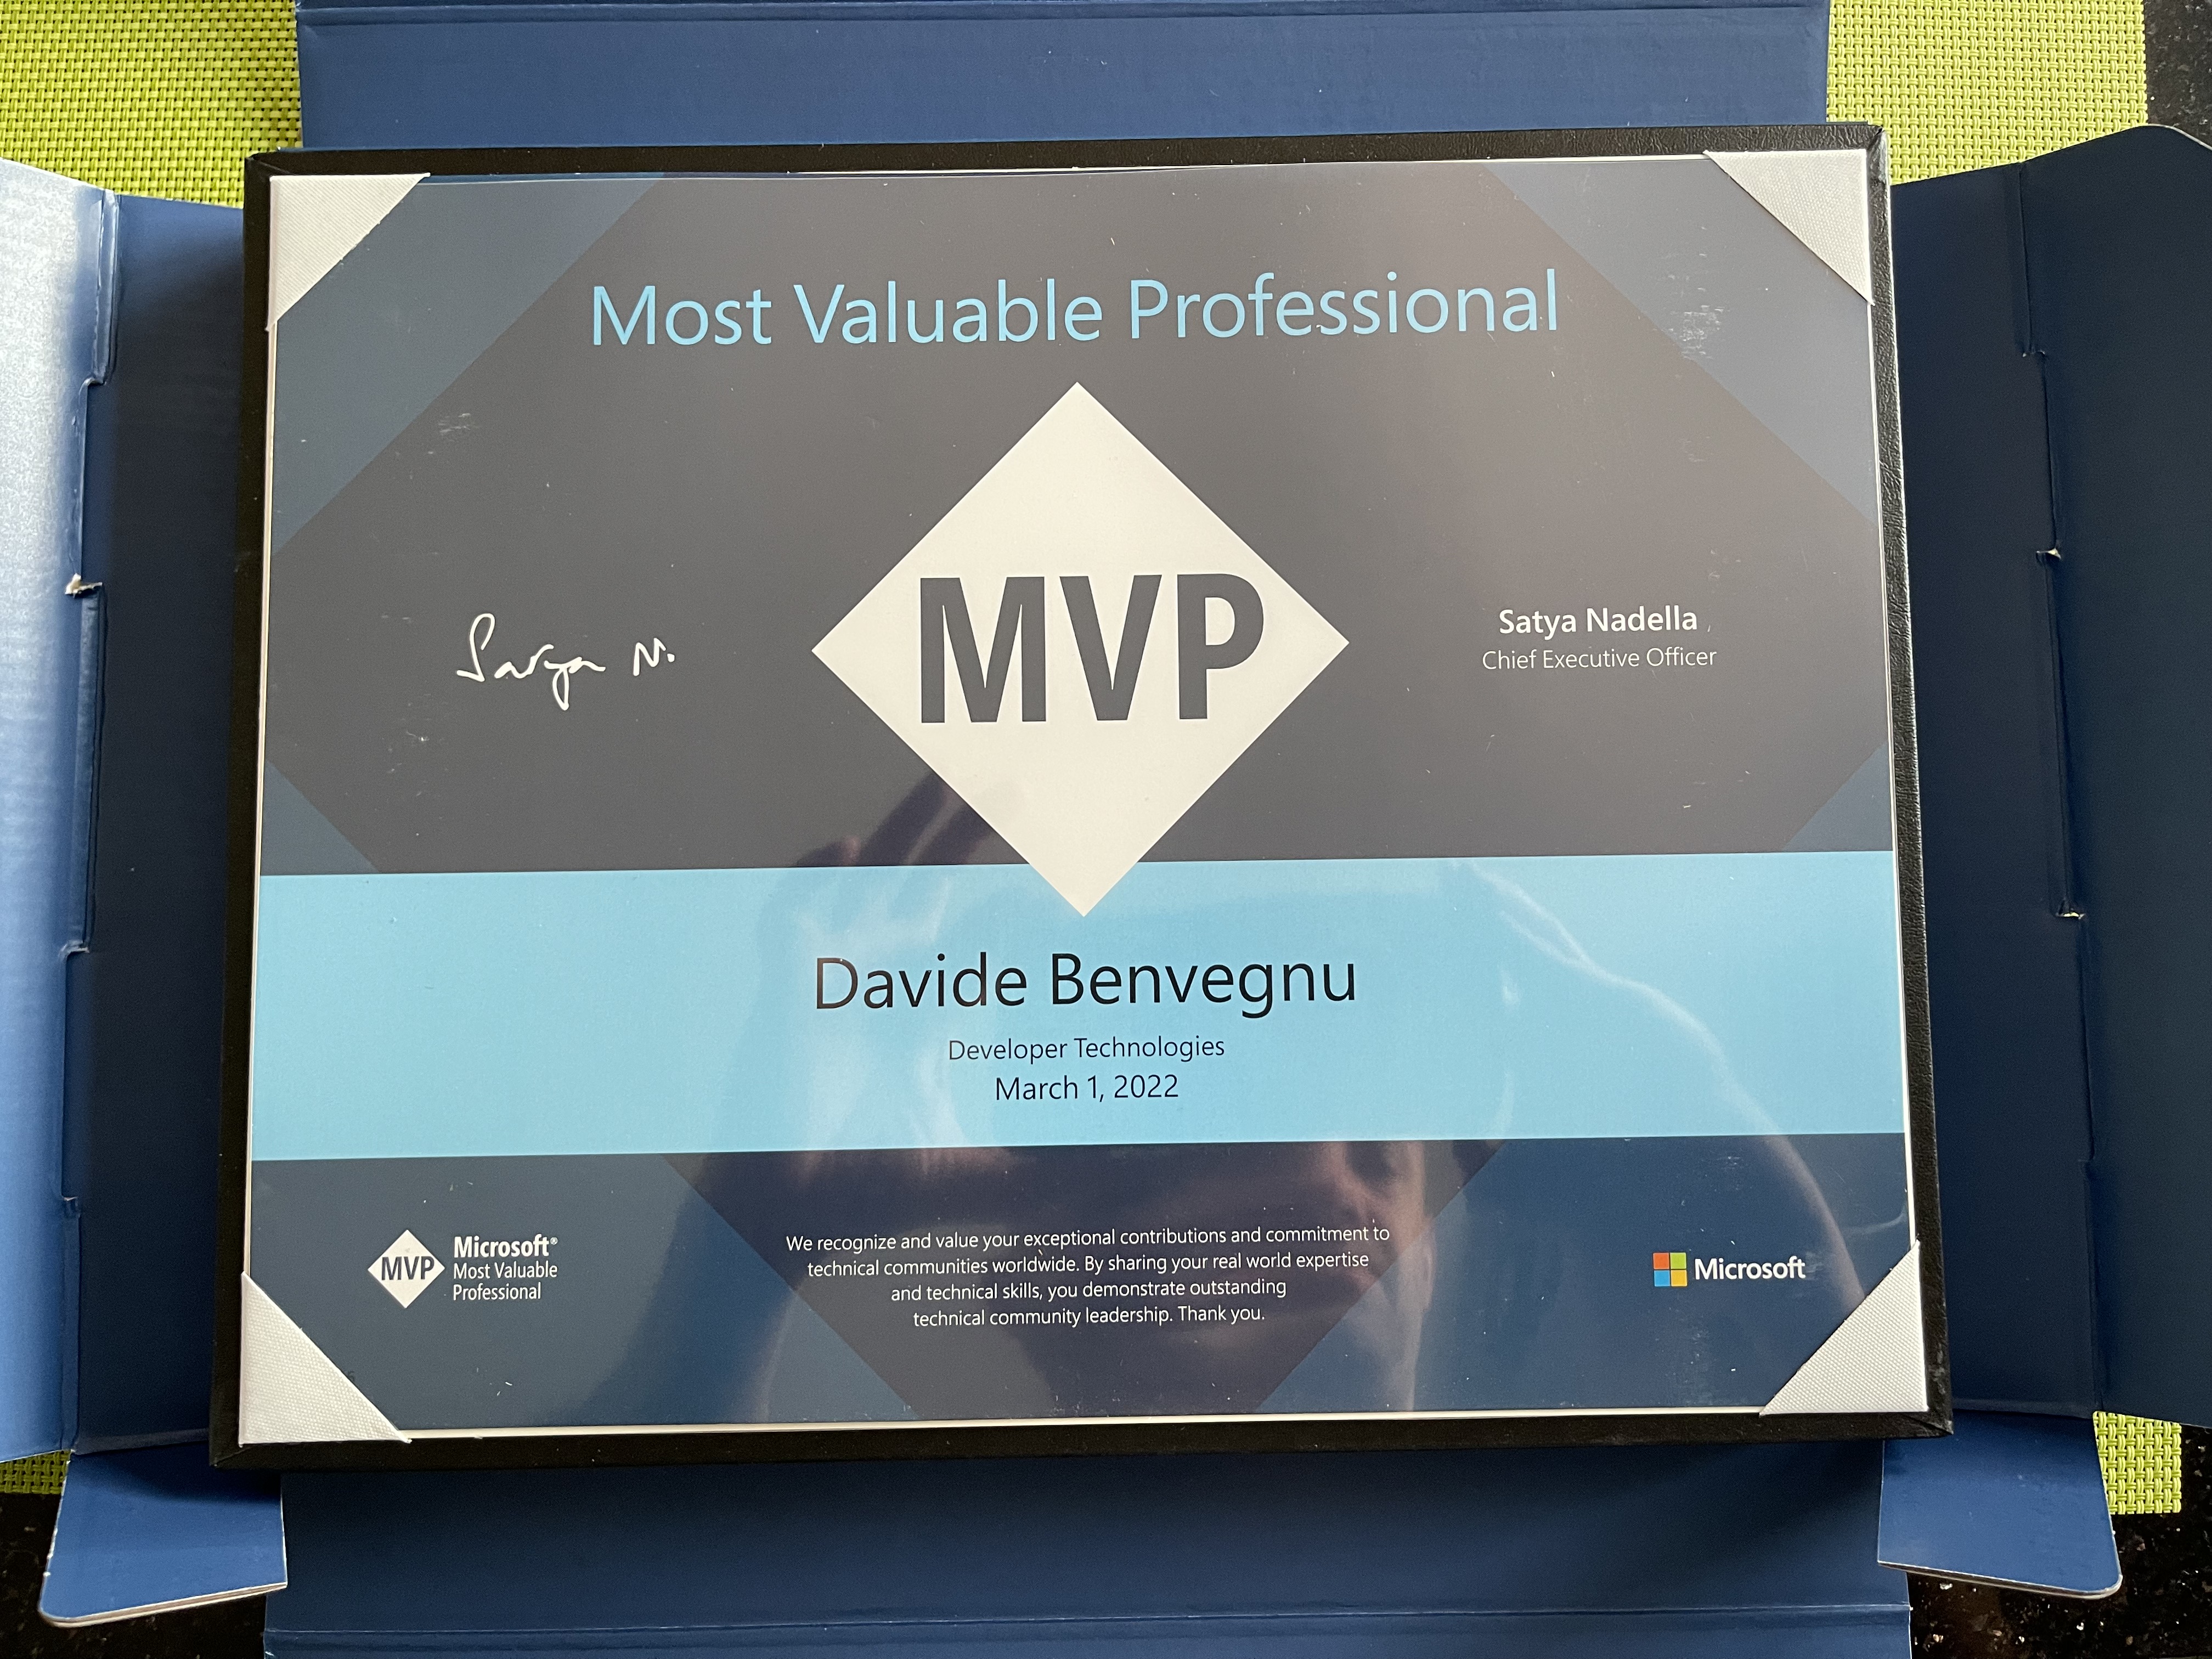 Most Valuable Professional
MVP
Satya N.
Satya Nadella
Chief Executive Officer
Davide Benvegnu
Developer Technologies
March 1, 2022
MVP
Microsoft®
Most Valuable
Professional
We recognize and value your exceptional contributions and commitment to
technical communities worldwide. By sharing your real world expertise
and technical skills, you demonstrate outstanding
technical community leadership. Thank you.
Microsoft